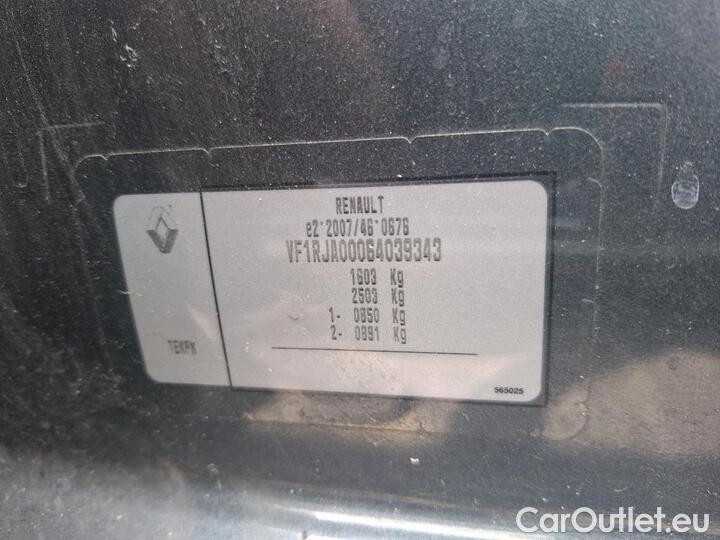 RENAULT
e2*2007/46*0676
VF1RJA00064039343
1603 Kg
2503 Kg
1- 0850 Kg
2- 0891 Kg
TEKPK
565025
CarOutlet.eu